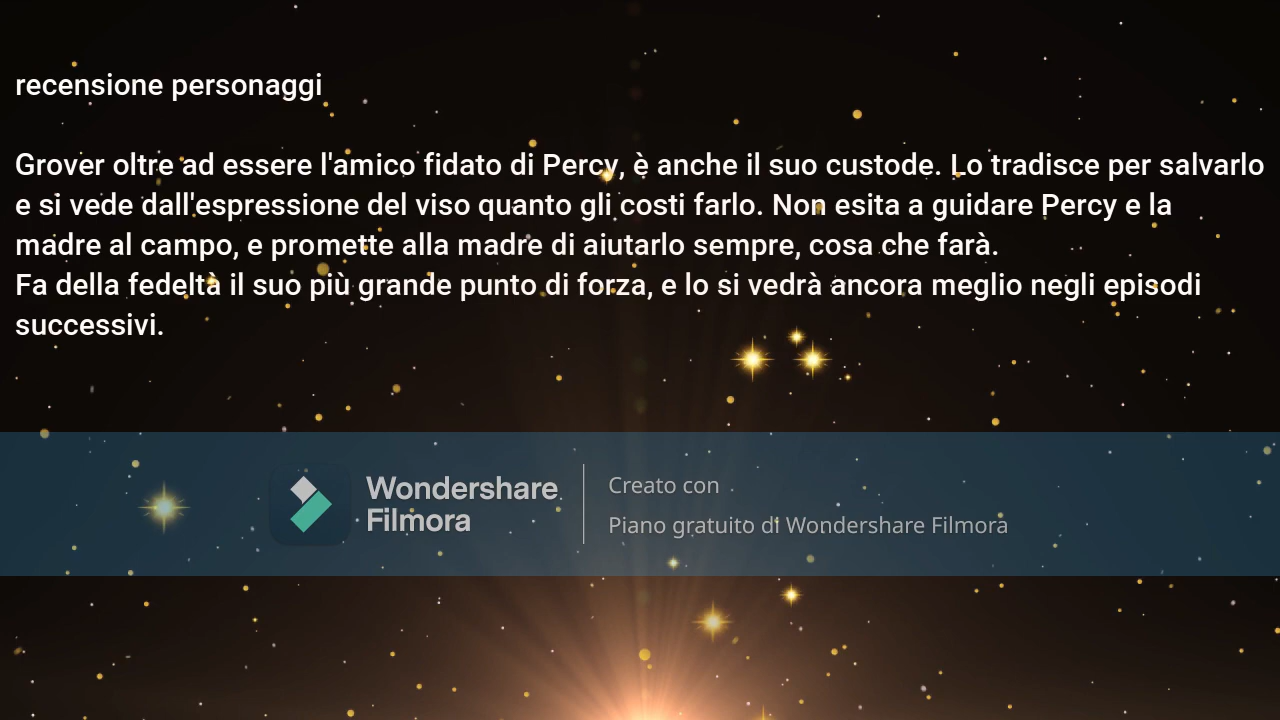 recensione personaggi
Grover oltre ad essere l'amico fidato di Percy, è anche il suo custode. Lo tradisce per salvarlo
e si vede dall'espressione del viso quanto gli costi farlo. Non esita a guidare Percy e la
madre al campo, e promette alla madre di aiutarlo sempre, cosa che farà.
Fa della fedeltà il suo più grande punto di forza, e lo si vedrà ancora meglio negli episodi
successivi.
Wondershare
Filmora
Creato con
Piano gratuito di Wondershare Filmora